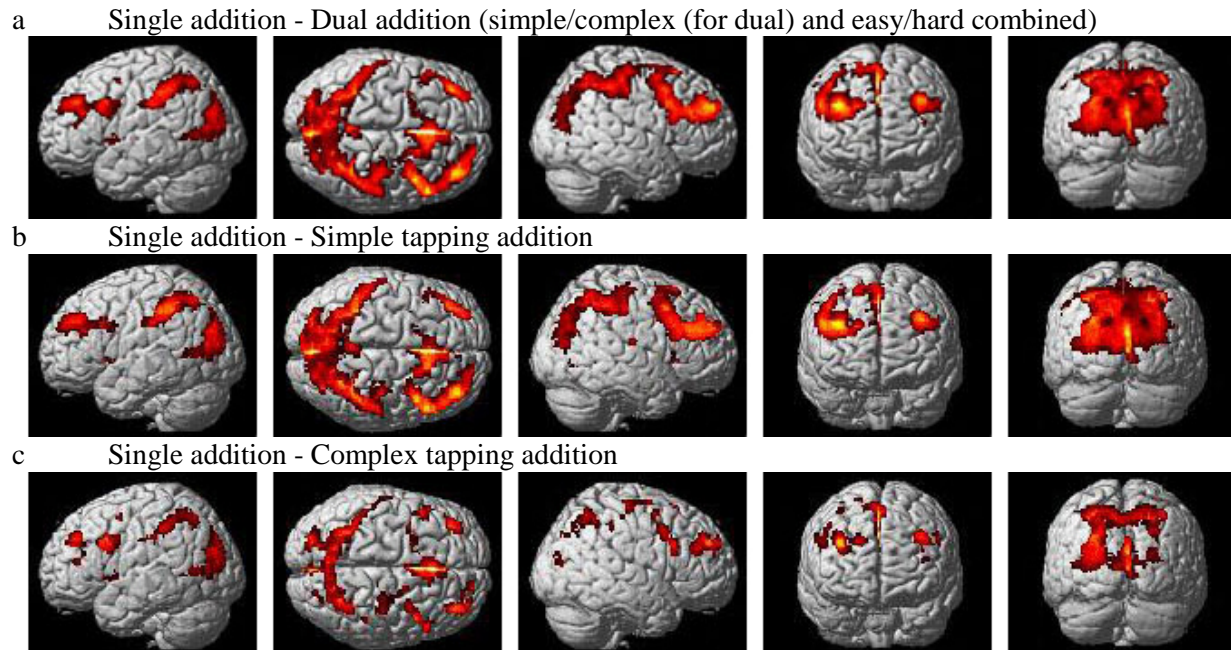 a Single addition - Dual addition (simple/complex (for dual) and easy/hard combined)
b Single addition - Simple tapping addition
c Single addition - Complex tapping addition